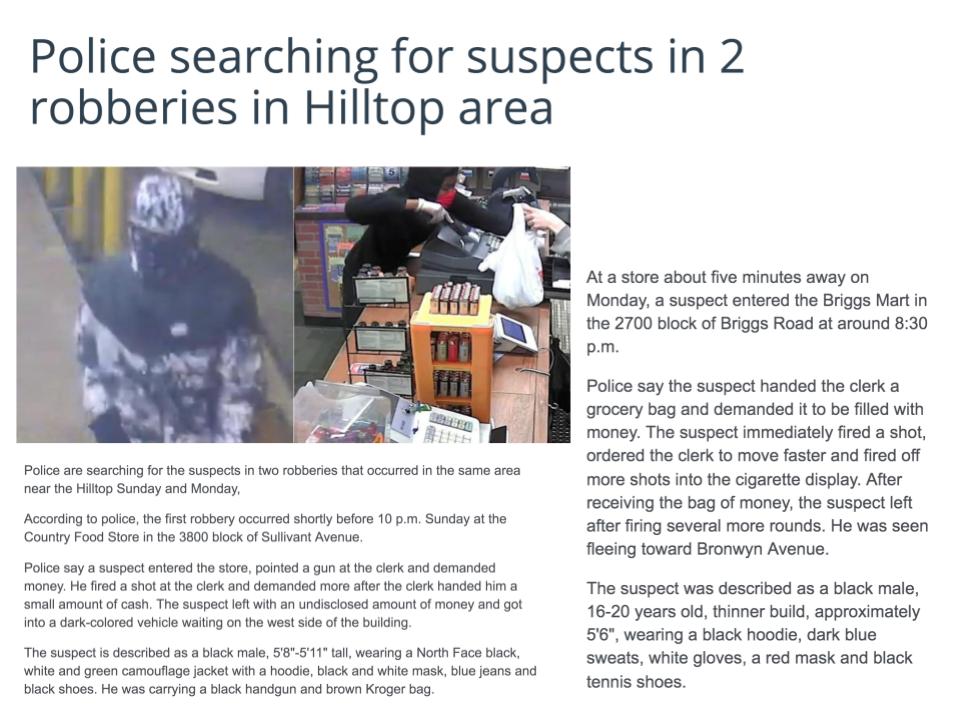 Police searching for suspects in 2
robberies in Hilltop area
Police are searching for the suspects in two robberies that occurred in the same area
near the Hilltop Sunday and Monday,
According to police, the first robbery occurred shortly before 10 p.m. Sunday at the
Country Food Store in the 3800 block of Sullivant Avenue.
Police say a suspect entered the store, pointed a gun at the clerk and demanded
money. He fired a shot at the clerk and demanded more after the clerk handed him a
small amount of cash. The suspect left with an undisclosed amount of money and got
into a dark-colored vehicle waiting on the west side of the building.
The suspect is described as a black male, 5'8"-5'11" tall, wearing a North Face black,
white and green camouflage jacket with a hoodie, black and white mask, blue jeans and
black shoes. He was carrying a black handgun and brown Kroger bag.
At a store about five minutes away on
Monday, a suspect entered the Briggs Mart in
the 2700 block of Briggs Road at around 8:30
p.m.
Police say the suspect handed the clerk a
grocery bag and demanded it to be filled with
money. The suspect immediately fired a shot,
ordered the clerk to move faster and fired off
more shots into the cigarette display. After
receiving the bag of money, the suspect left
after firing several more rounds. He was seen
fleeing toward Bronwyn Avenue.
The suspect was described as a black male,
16-20 years old, thinner build, approximately
5'6", wearing a black hoodie, dark blue
sweats, white gloves, a red mask and black
tennis shoes.